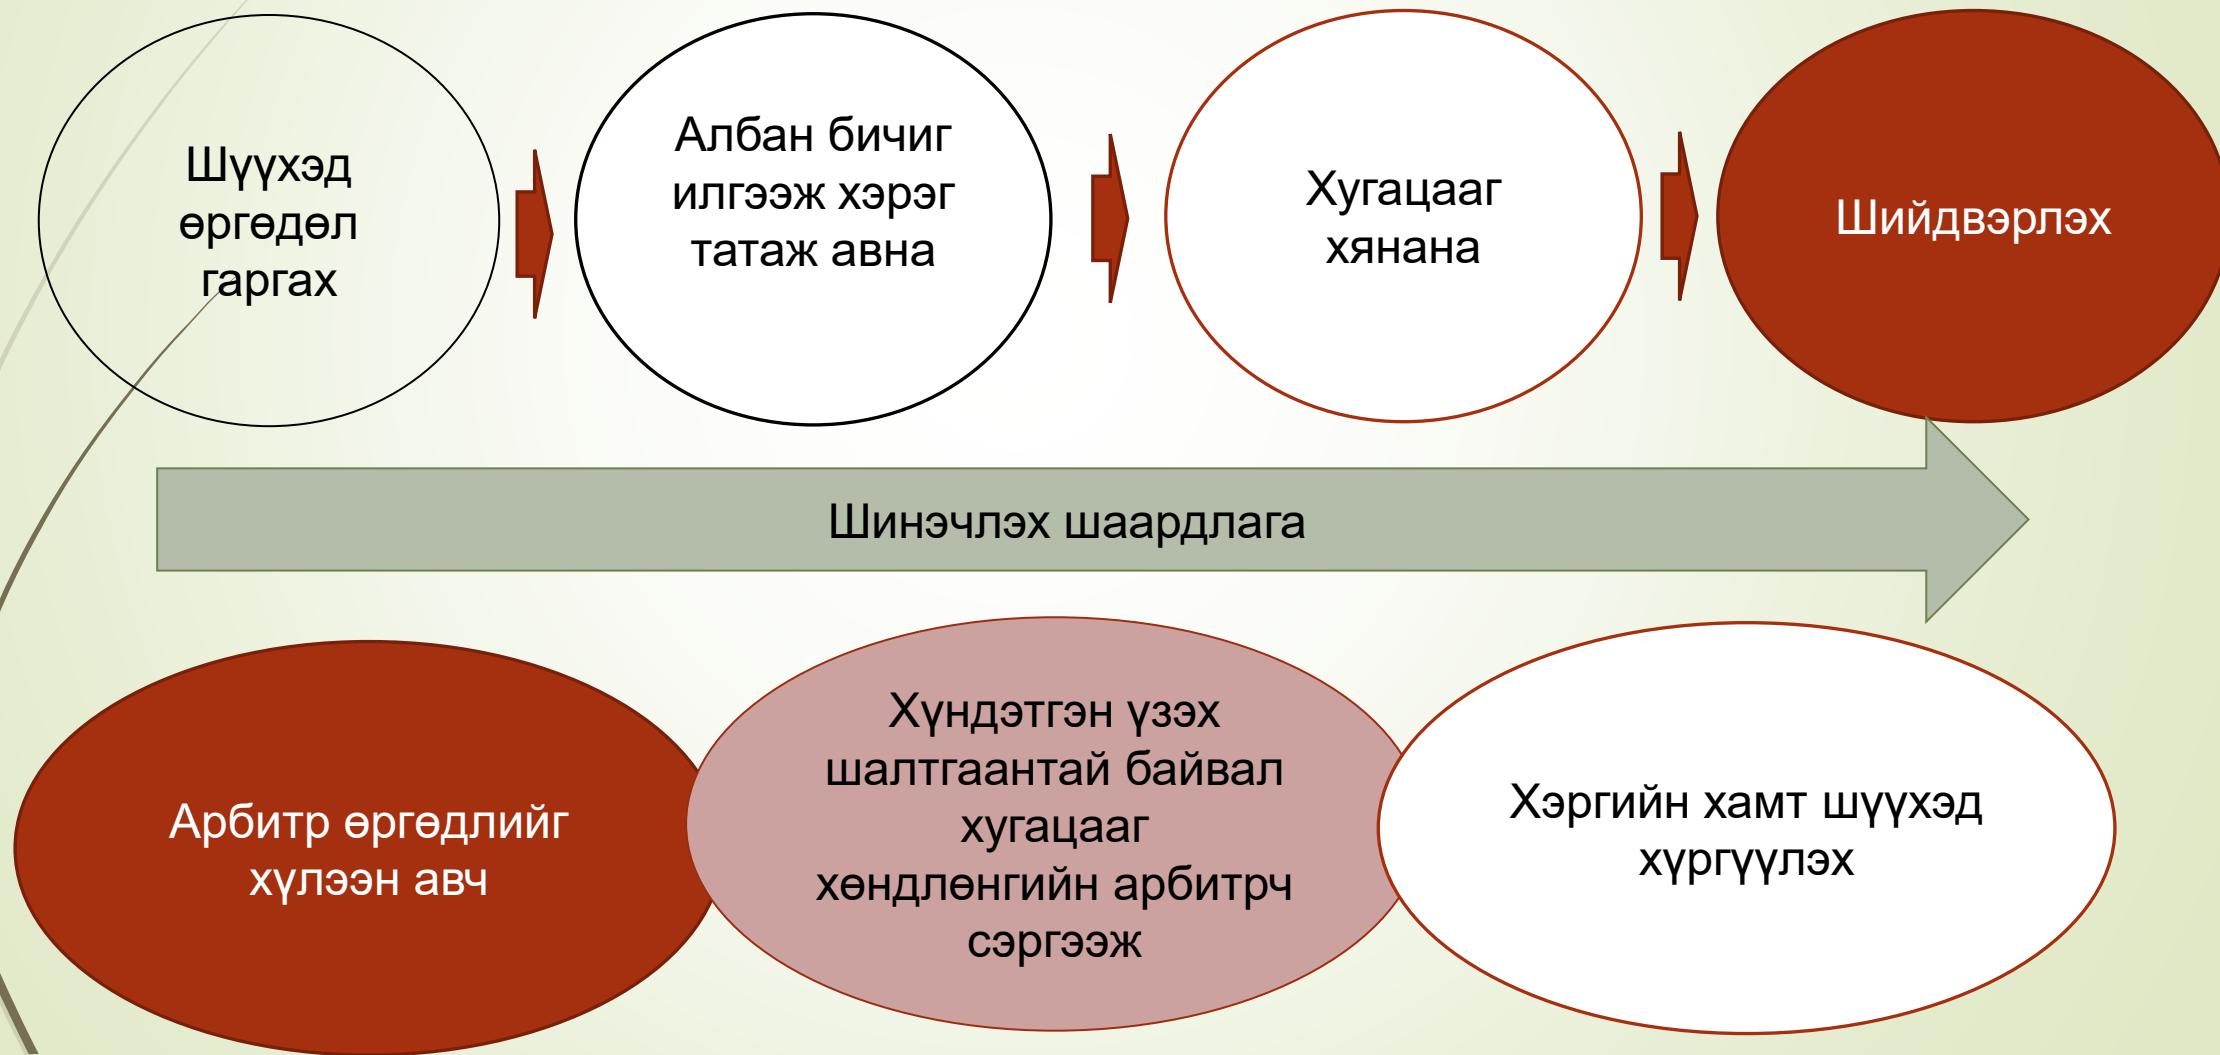 Шүүхэд
өргөдөл
гаргах
Албан бичиг
илгээж хэрэг
татаж авна
Хугацааг
хянана
Шийдвэрлэх
Шинэчлэх шаардлага
Арбитр өргөдлийг
хүлээн авч
Хүндэтгэн үзэх
шалтгаантай байвал
хугацааг
хөндлөнгийн арбитрч
сэргээж
Хэргийн хамт шүүхэд
хүргүүлэх